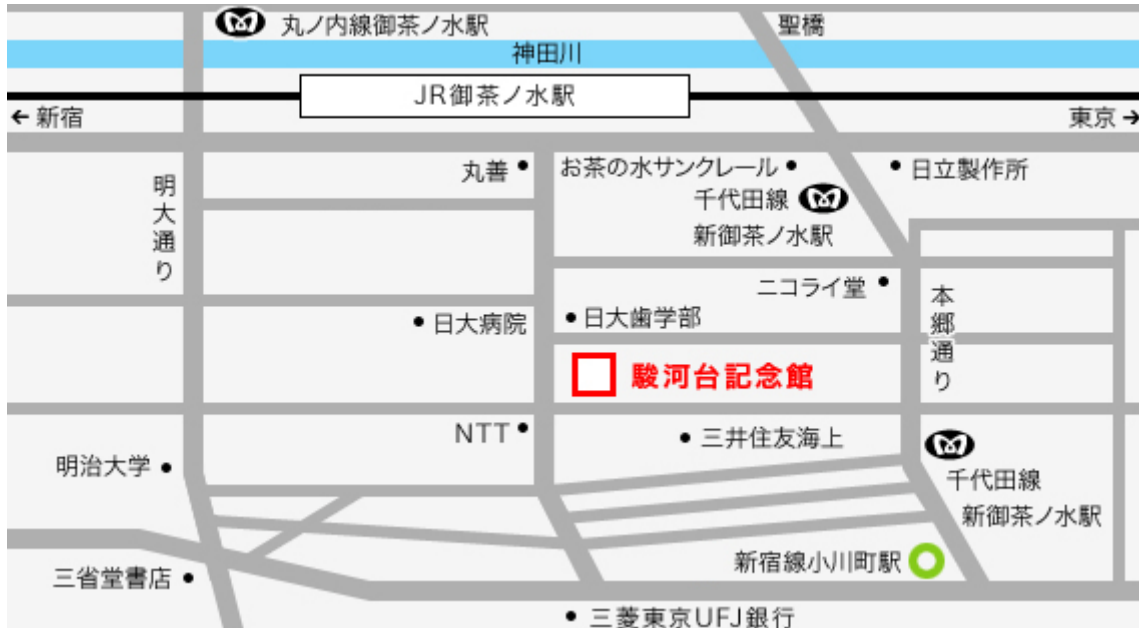 丸ノ内線御茶ノ水駅
聖橋
神田川
JR御茶ノ水駅
←新宿
東京→
丸善
お茶の水サンクレール
日立製作所
明大通り
千代田線
新御茶ノ水駅
ニコライ堂
本郷通り
日大病院
日大歯学部
駿河台記念館
NTT
三井住友海上
明治大学
千代田線
新御茶ノ水駅
新宿線小川町駅
三省堂書店
三菱東京UFJ銀行